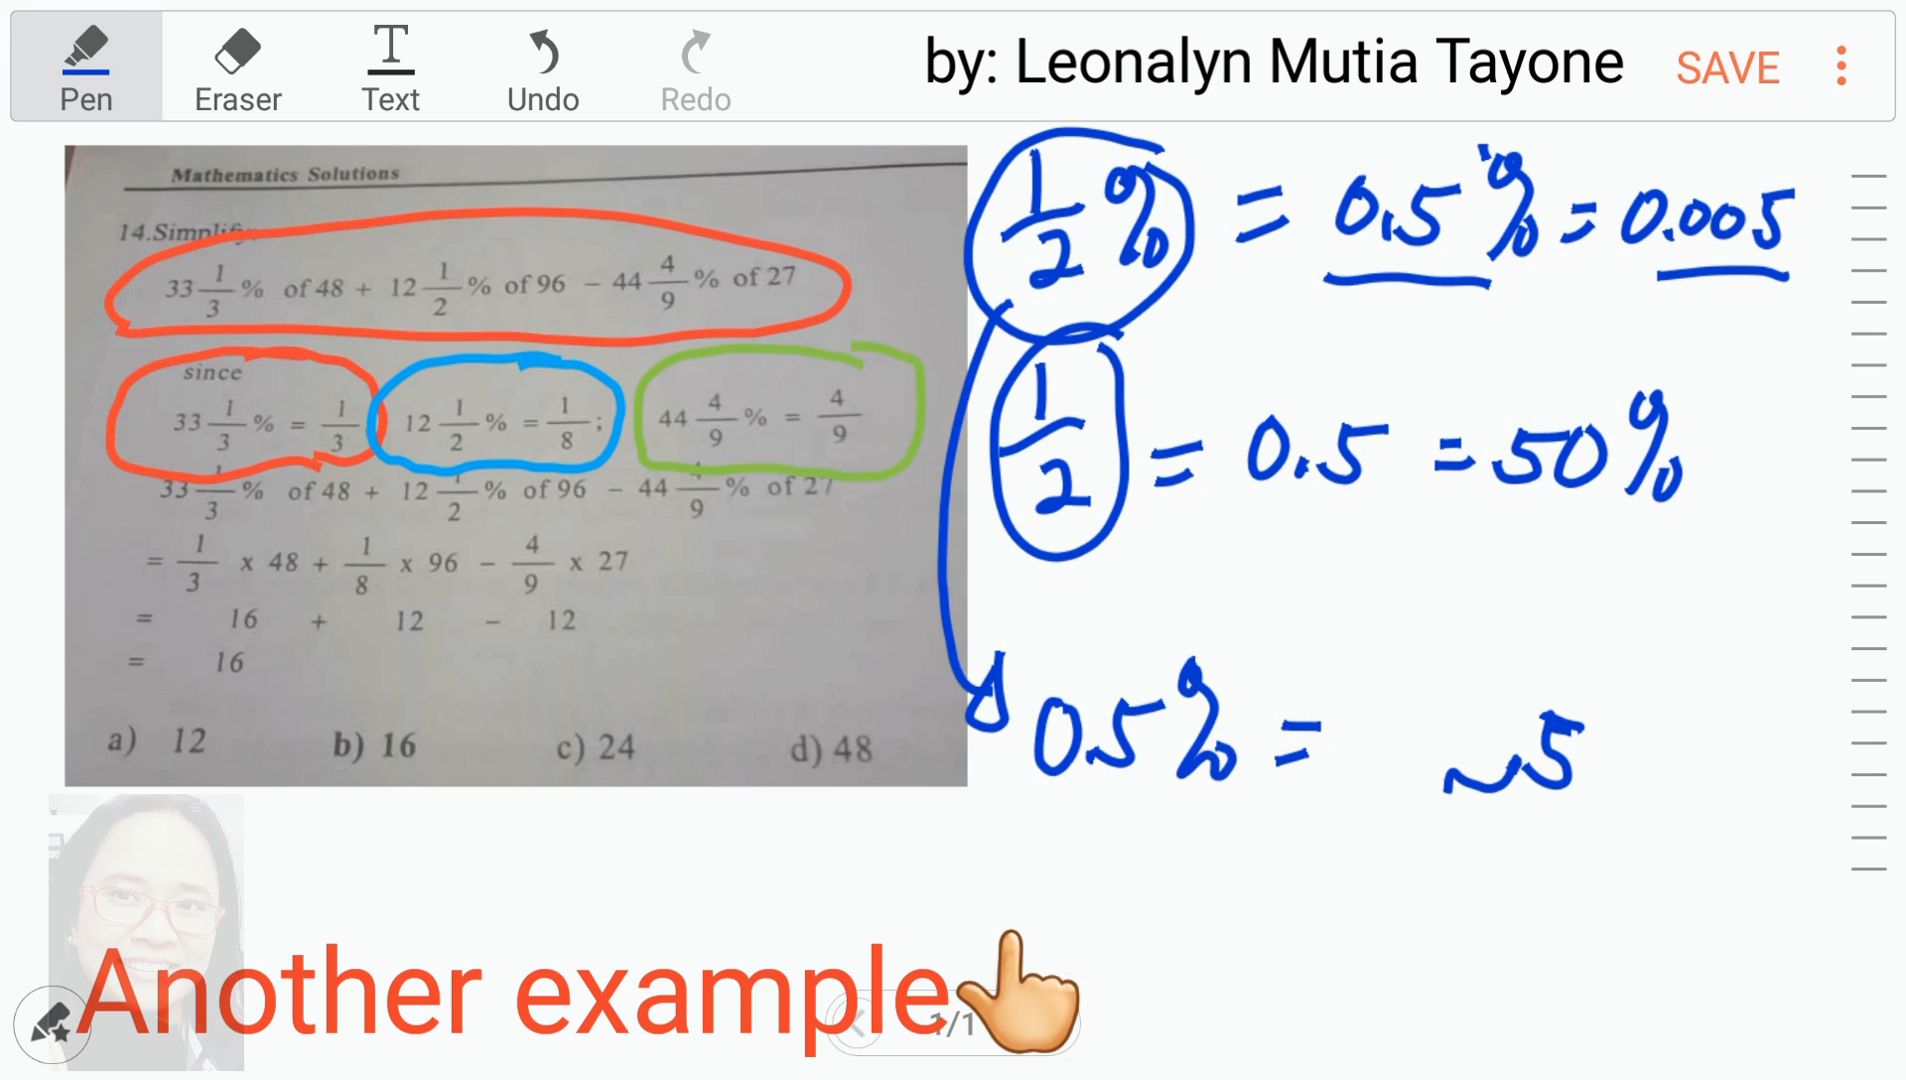 Pen Eraser Text Undo Redo by: Leonalyn Mutia Tayone SAVE
Mathematics Solutions
14.Simplify
33 1/3 % of 48 + 12 1/2 % of 96 − 44 4/9 % of 27
since
33 1/3 % = 1/3 12 1/2 % = 1/8 ; 44 4/9 % = 4/9
33 1/3 % of 48 + 12 1/2 % of 96 − 44 4/9 % of 27
= 1/3 x 48 + 1/8 x 96 − 4/9 x 27
= 16 + 12 − 12
= 16
a) 12 b) 16 c) 24 d) 48
1/2 % = 0.5 % = 0.005
1/2 = 0.5 = 50%
0.5% = .5
Another example
1/1